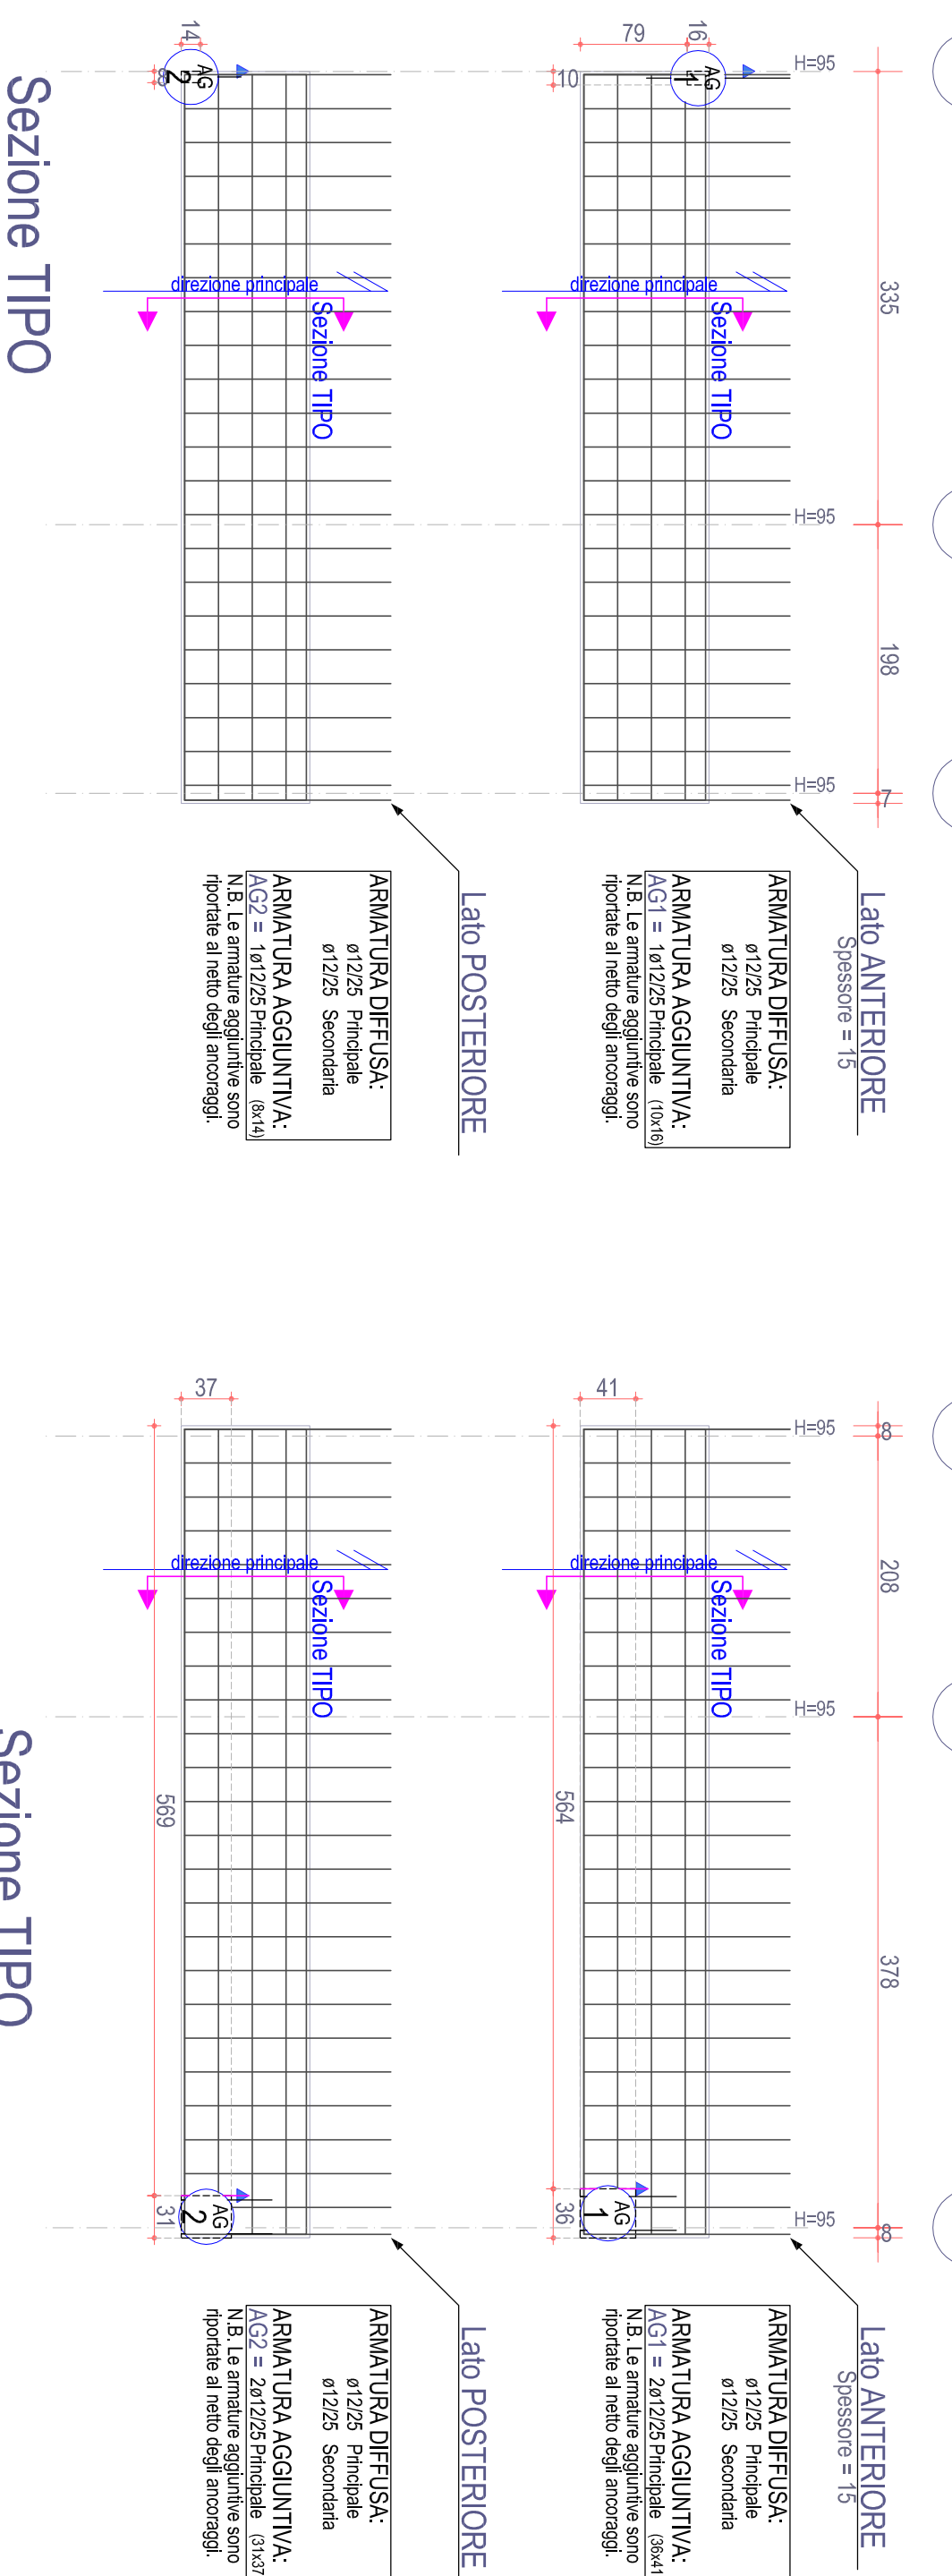 335
198
7
H=95
H=95
H=95
16
79
10
AG
1
direzione principale
Sezione TIPO
Lato ANTERIORE
Spessore = 15
ARMATURA DIFFUSA:
ø12/25 Principale
ø12/25 Secondaria
ARMATURA AGGIUNTIVA:
AG1 = 1ø12/25 Principale (10x16)
N.B. Le armature aggiuntive sono
riportate al netto degli ancoraggi.
14
8
AG
2
direzione principale
Sezione TIPO
Lato POSTERIORE
ARMATURA DIFFUSA:
ø12/25 Principale
ø12/25 Secondaria
ARMATURA AGGIUNTIVA:
AG2 = 1ø12/25 Principale (8x14)
N.B. Le armature aggiuntive sono
riportate al netto degli ancoraggi.
Sezione TIPO
8
208
378
8
H=95
H=95
H=95
41
564
36
AG
1
direzione principale
Sezione TIPO
Lato ANTERIORE
Spessore = 15
ARMATURA DIFFUSA:
ø12/25 Principale
ø12/25 Secondaria
ARMATURA AGGIUNTIVA:
AG1 = 2ø12/25 Principale (36x41
N.B. Le armature aggiuntive sono
riportate al netto degli ancoraggi.
37
569
31
AG
2
direzione principale
Sezione TIPO
Lato POSTERIORE
ARMATURA DIFFUSA:
ø12/25 Principale
ø12/25 Secondaria
ARMATURA AGGIUNTIVA:
AG2 = 2ø12/25 Principale (31x37
N.B. Le armature aggiuntive sono
riportate al netto degli ancoraggi.
Sezione TIPO